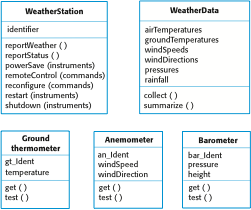 WeatherStation
identifier
reportWeather ( )
reportStatus ( )
powerSave (instruments)
remoteControl (commands)
reconfigure (commands)
restart (instruments)
shutdown (instruments)
WeatherData
airTemperatures
groundTemperatures
windSpeeds
windDirections
pressures
rainfall
collect ( )
summarize ( )
Ground
thermometer
gt_Ident
temperature
get ( )
test ( )
Anemometer
an_Ident
windSpeed
windDirection
get ( )
test ( )
Barometer
bar_Ident
pressure
height
get ( )
test ( )